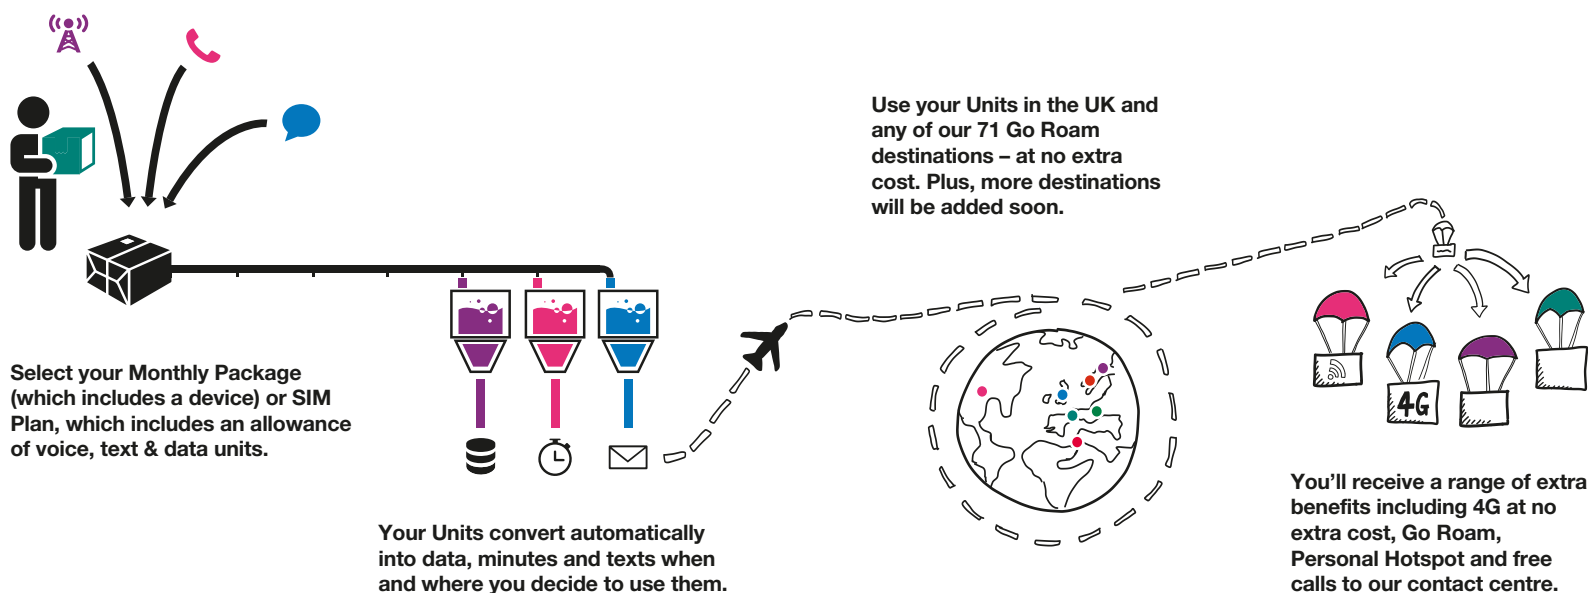 Select your Monthly Package
(which includes a device) or SIM
Plan, which includes an allowance
of voice, text & data units.
Your Units convert automatically
into data, minutes and texts when
and where you decide to use them.
Use your Units in the UK and
any of our 71 Go Roam
destinations – at no extra
cost. Plus, more destinations
will be added soon.
4G
You’ll receive a range of extra
benefits including 4G at no
extra cost, Go Roam,
Personal Hotspot and free
calls to our contact centre.